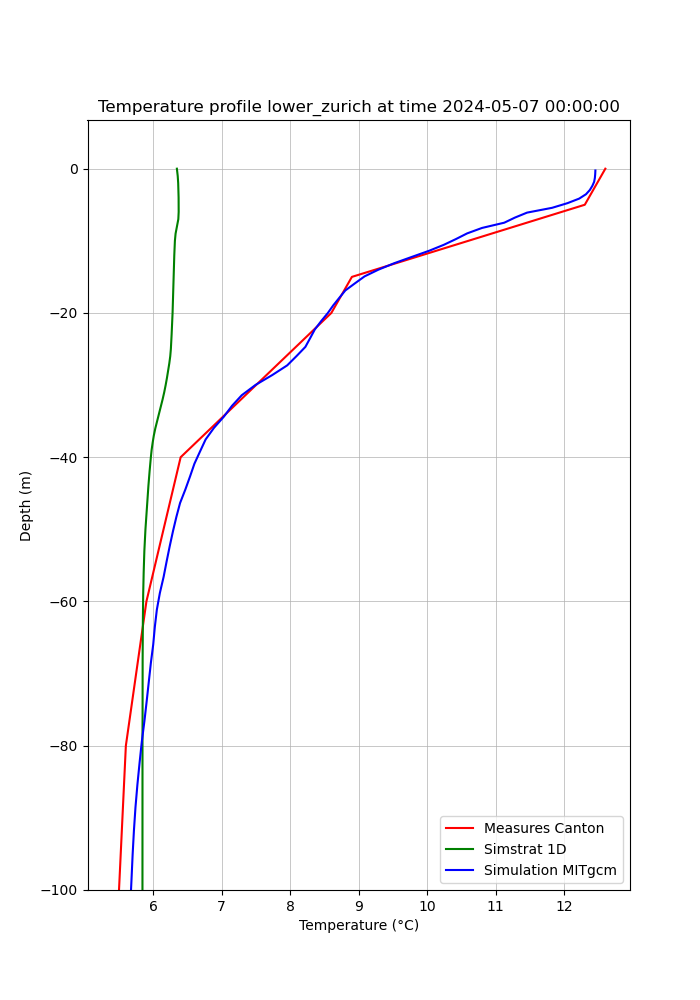 Temperature profile lower_zurich at time 2024-05-07 00:00:00
0
−20
−40
−60
−80
−100
Depth (m)
Measures Canton
Simstrat 1D
Simulation MITgcm
6 7 8 9 10 11 12
Temperature (°C)